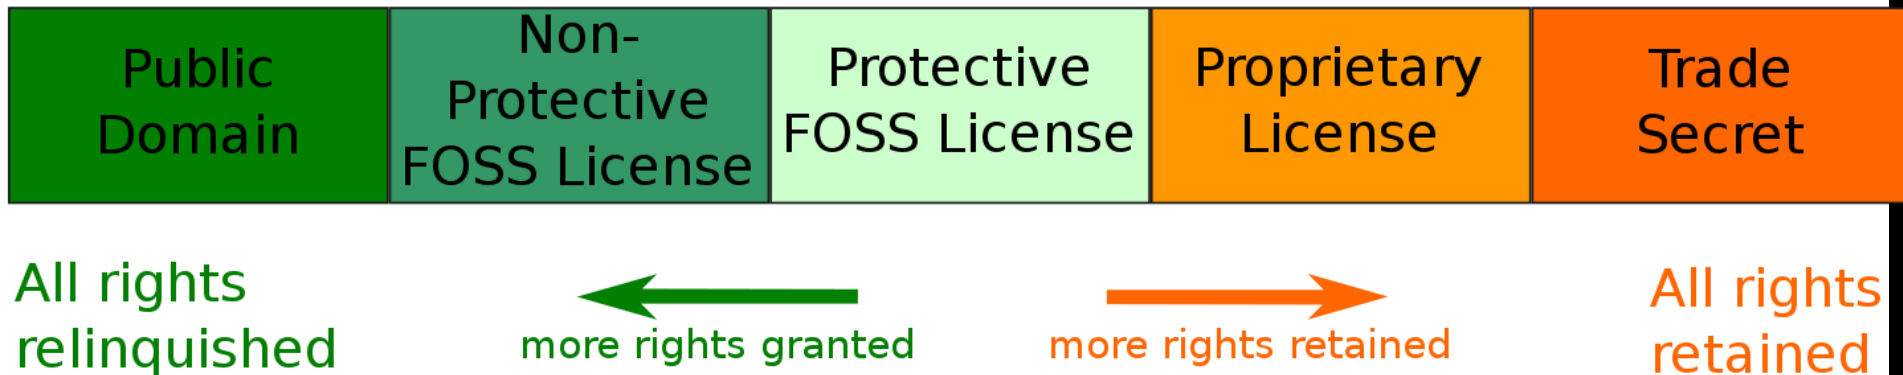 Public
Domain
Non-
Protective
FOSS License
Protective
FOSS License
Proprietary
License
Trade
Secret
All rights
relinquished
more rights granted
more rights retained
All rights
retained